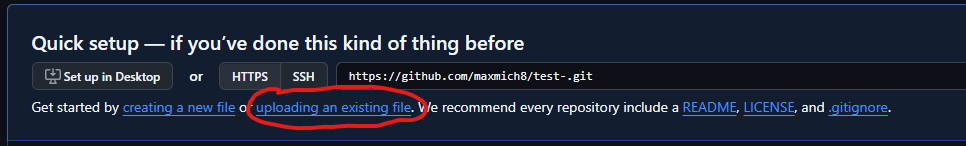 Quick setup — if you've done this kind of thing before
Set up in Desktop or HTTPS SSH https://github.com/maxmich8/test-.git
Get started by creating a new file or uploading an existing file. We recommend every repository include a README, LICENSE, and .gitignore.